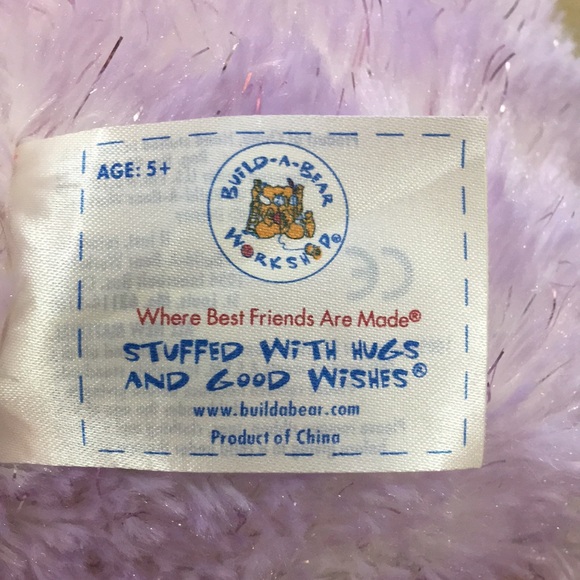 AGE: 5+
BUILD-A-BEAR
WORKSHOP®
Where Best Friends Are Made®
STUFFED WITH HUGS
AND GOOD WISHES®
www.buildabear.com
Product of China